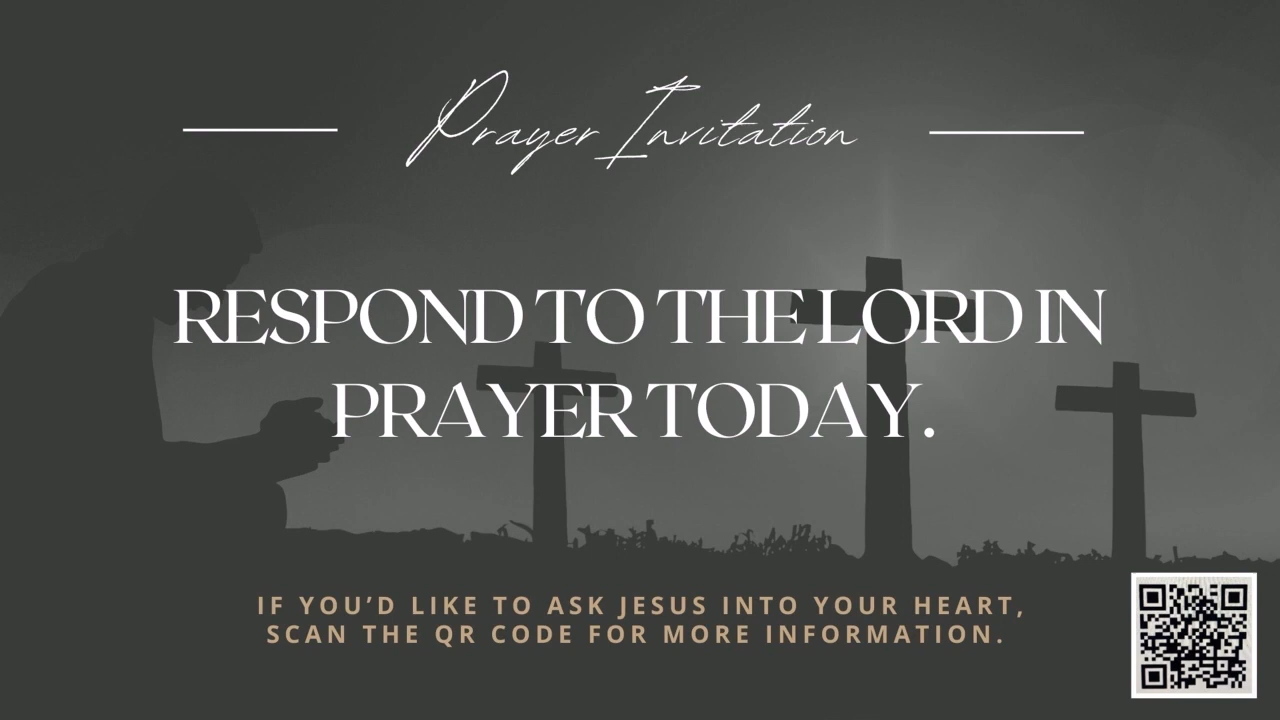 Prayer Invitation
RESPOND TO THE LORD IN
PRAYER TODAY.
IF YOU’D LIKE TO ASK JESUS INTO YOUR HEART,
SCAN THE QR CODE FOR MORE INFORMATION.